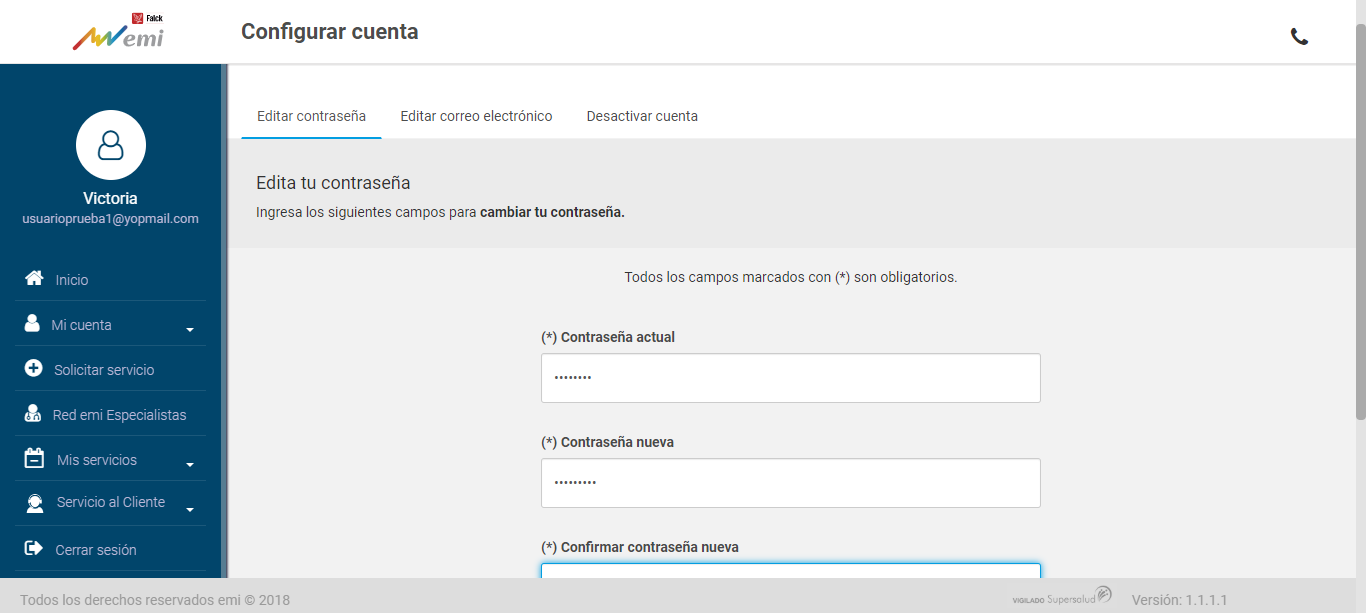 Falck
emi
Configurar cuenta
Victoria
usuarioprueba1@yopmail.com
Inicio
Mi cuenta
Solicitar servicio
Red emi Especialistas
Mis servicios
Servicio al Cliente
Cerrar sesión
Editar contraseña
Editar correo electrónico
Desactivar cuenta
Edita tu contraseña
Ingresa los siguientes campos para cambiar tu contraseña.
Todos los campos marcados con (*) son obligatorios.
(*) Contraseña actual
••••••••
(*) Contraseña nueva
•••••••••
(*) Confirmar contraseña nueva
Todos los derechos reservados emi © 2018
VIGILADO Supersalud
Versión: 1.1.1.1